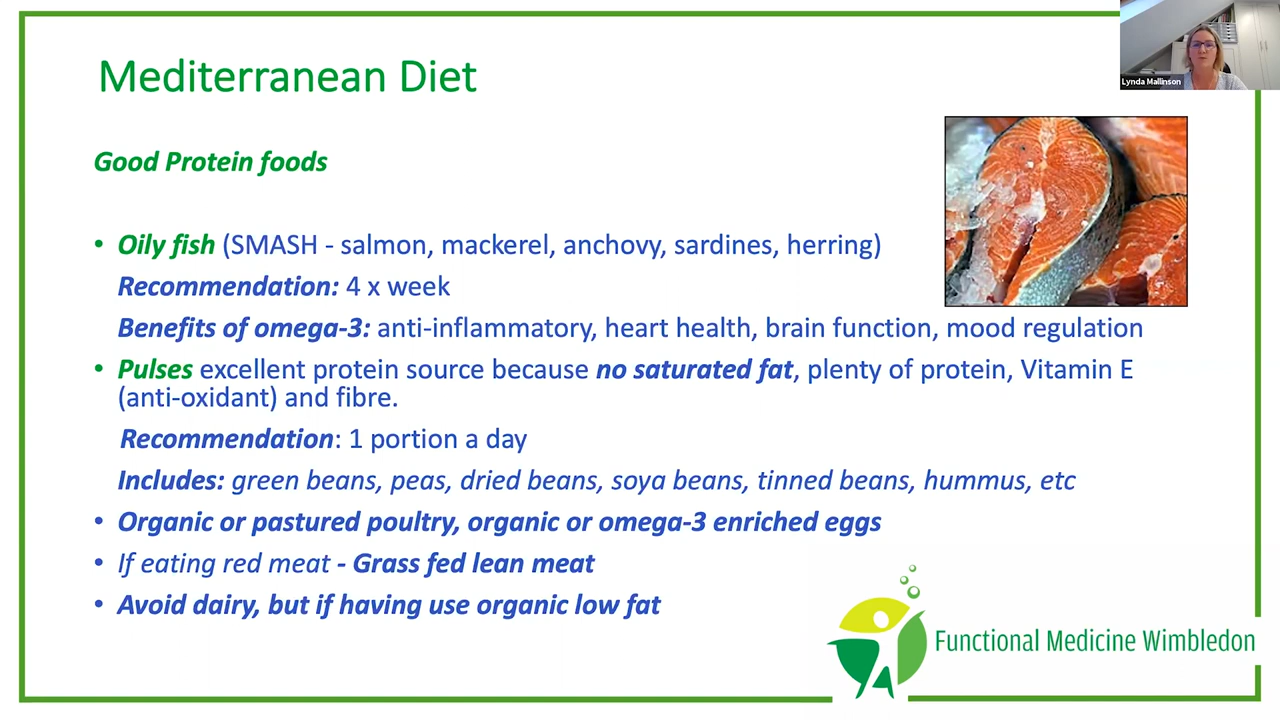 Mediterranean Diet
Lynda Mallinson
Good Protein foods
• Oily fish (SMASH - salmon, mackerel, anchovy, sardines, herring)
Recommendation: 4 x week
Benefits of omega-3: anti-inflammatory, heart health, brain function, mood regulation
• Pulses excellent protein source because no saturated fat, plenty of protein, Vitamin E
(anti-oxidant) and fibre.
Recommendation: 1 portion a day
Includes: green beans, peas, dried beans, soya beans, tinned beans, hummus, etc
• Organic or pastured poultry, organic or omega-3 enriched eggs
• If eating red meat - Grass fed lean meat
• Avoid dairy, but if having use organic low fat
Functional Medicine Wimbledon